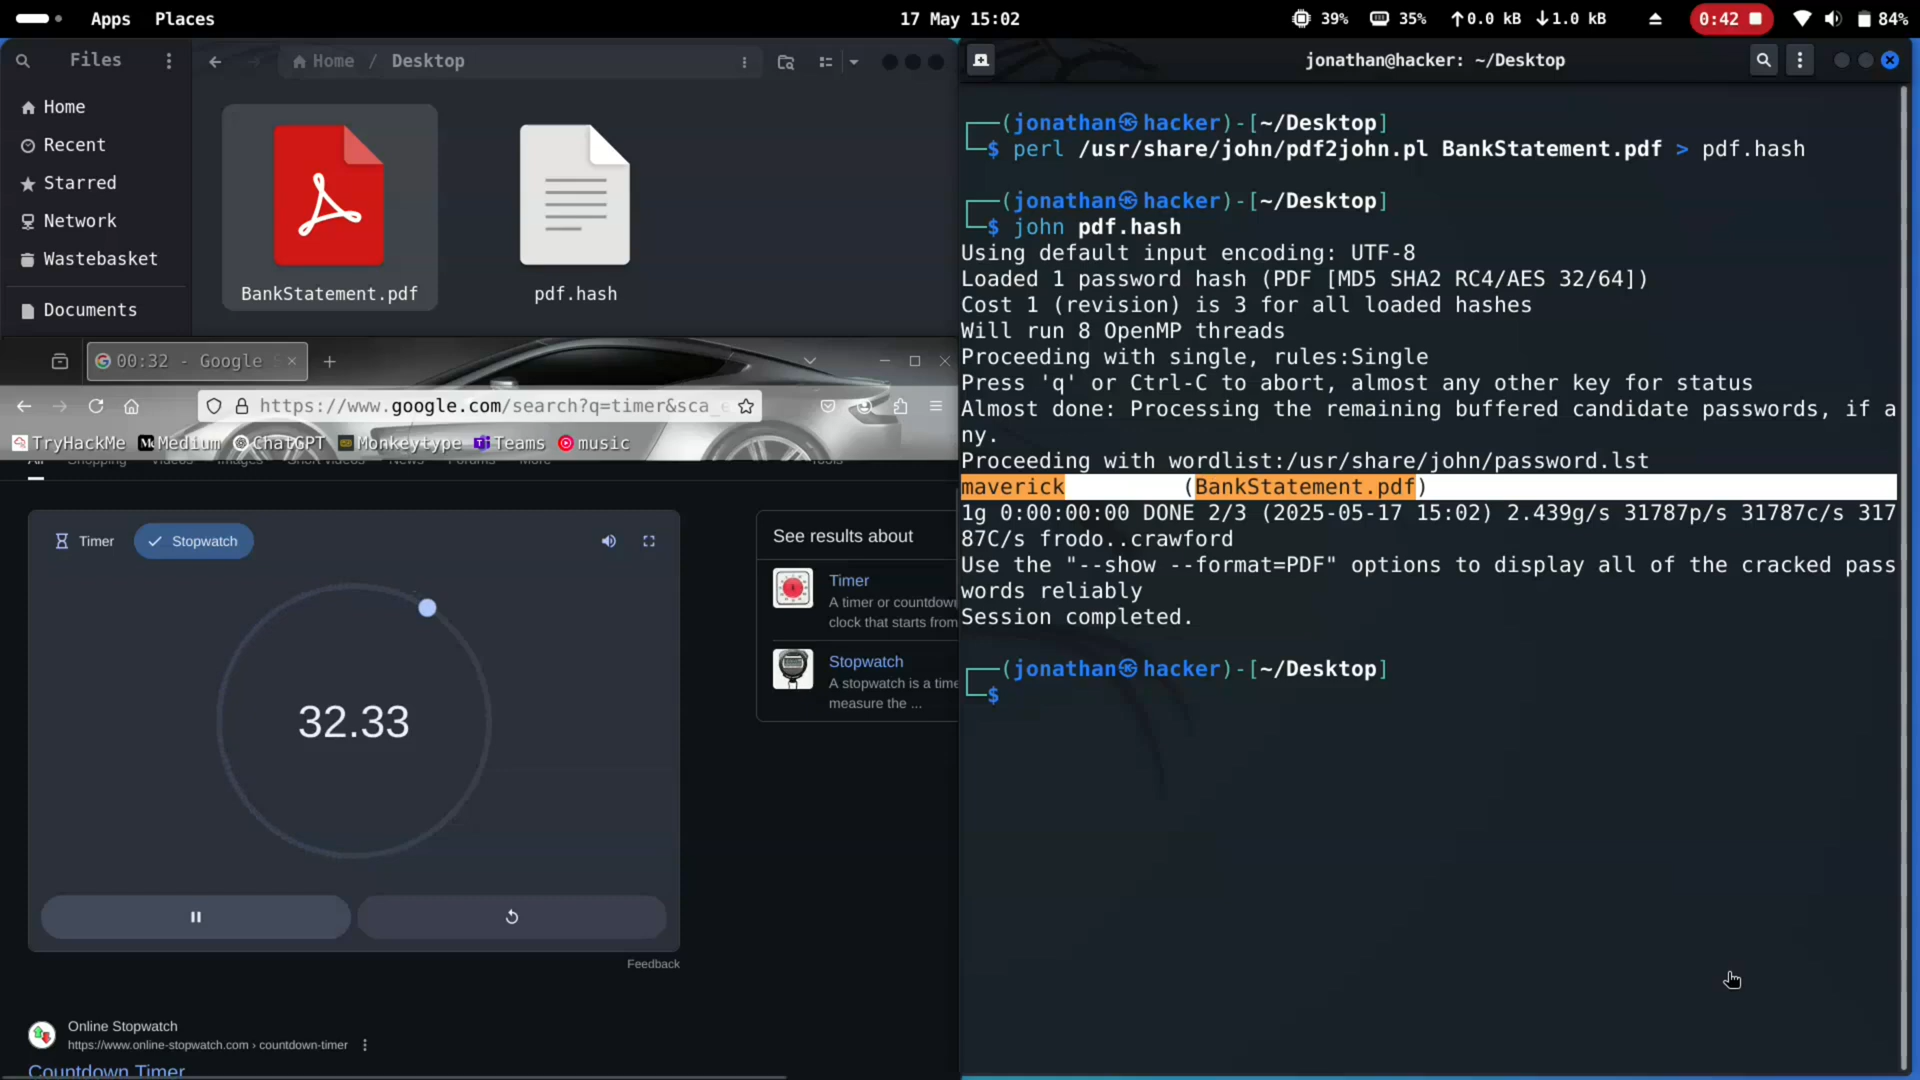 Apps Places 17 May 15:02 39% 35% ↑0.0 kB ↓1.0 kB 0:42 84%
Files
Home / Desktop
Home
Recent
Starred
Network
Wastebasket
Documents
BankStatement.pdf pdf.hash
00:32 - Google
https://www.google.com/search?q=timer&sca_e
TryHackMe Medium ChatGPT Monkeytype Teams music
All Shopping Videos Images Short videos News Forums More Tools
Timer Stopwatch
32.33
Feedback
See results about
Timer
A timer or countdown
clock that starts from
Stopwatch
A stopwatch is a time
measure the ...
Online Stopwatch
https://www.online-stopwatch.com › countdown-timer
Countdown Timer
jonathan@hacker: ~/Desktop
┌──(jonathan㉿hacker)-[~/Desktop]
└─$ perl /usr/share/john/pdf2john.pl BankStatement.pdf > pdf.hash
┌──(jonathan㉿hacker)-[~/Desktop]
└─$ john pdf.hash
Using default input encoding: UTF-8
Loaded 1 password hash (PDF [MD5 SHA2 RC4/AES 32/64])
Cost 1 (revision) is 3 for all loaded hashes
Will run 8 OpenMP threads
Proceeding with single, rules:Single
Press 'q' or Ctrl-C to abort, almost any other key for status
Almost done: Processing the remaining buffered candidate passwords, if a
ny.
Proceeding with wordlist:/usr/share/john/password.lst
maverick (BankStatement.pdf)
1g 0:00:00:00 DONE 2/3 (2025-05-17 15:02) 2.439g/s 31787p/s 31787c/s 317
87C/s frodo..crawford
Use the "--show --format=PDF" options to display all of the cracked pass
words reliably
Session completed.
┌──(jonathan㉿hacker)-[~/Desktop]
└─$